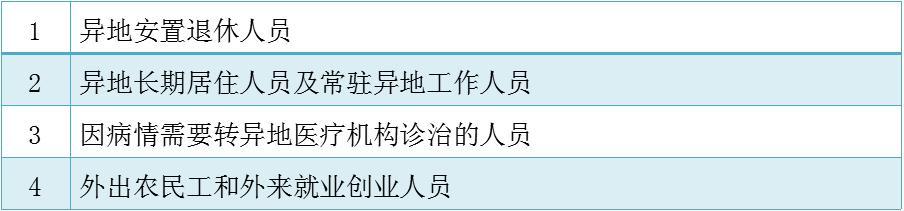 1 异地安置退休人员
2 异地长期居住人员及常驻异地工作人员
3 因病情需要转异地医疗机构诊治的人员
4 外出农民工和外来就业创业人员